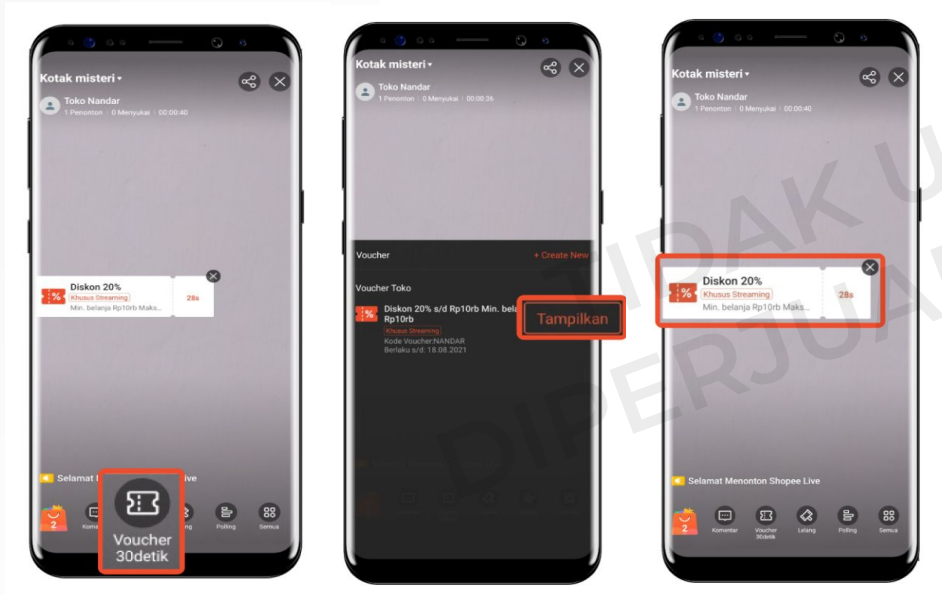 Kotak misteri
Toko Nandar
1 Penonton | 0 Menyukai | 00:00:40
Diskon 20%
Khusus Streaming
Min. belanja Rp10rb Maks...
28s
Selamat
ive
2
Voucher
30detik
Polling
Semua
Kotak misteri
Toko Nandar
1 Penonton | 0 Menyukai | 00:00:36
Voucher
+ Create New
Voucher Toko
Diskon 20% s/d Rp10rb Min. bela
Rp10rb
Khusus Streaming
Kode Voucher:NANDAR
Berlaku s/d: 18.08.2021
Tampilkan
Kotak misteri
Toko Nandar
1 Penonton | 0 Menyukai | 00:00:40
Diskon 20%
Khusus Streaming
Min. belanja Rp10rb Maks...
28s
Selamat Menonton Shopee Live
2
Komentar
Voucher
30detik
Lelang
Polling
Semua
TIDAK U
DIPERJUA